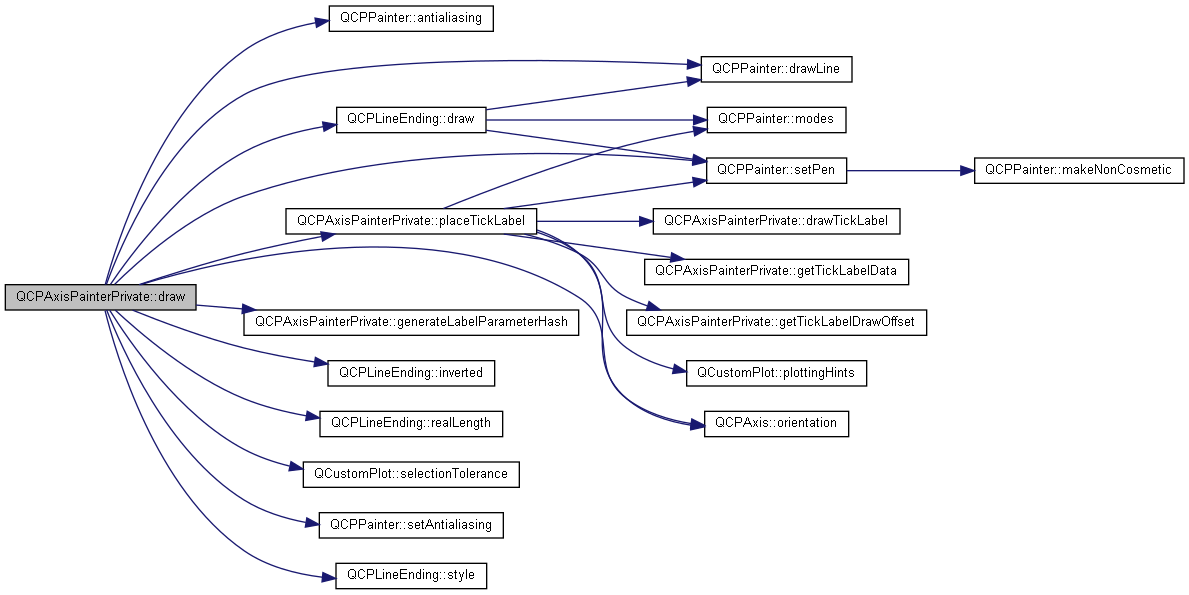 QCPPainter::antialiasing
QCPPainter::drawLine
QCPLineEnding::draw
QCPPainter::modes
QCPPainter::setPen
QCPPainter::makeNonCosmetic
QCPAxisPainterPrivate::placeTickLabel
QCPAxisPainterPrivate::drawTickLabel
QCPAxisPainterPrivate::getTickLabelData
QCPAxisPainterPrivate::draw
QCPAxisPainterPrivate::generateLabelParameterHash
QCPAxisPainterPrivate::getTickLabelDrawOffset
QCPLineEnding::inverted
QCustomPlot::plottingHints
QCPLineEnding::realLength
QCPAxis::orientation
QCustomPlot::selectionTolerance
QCPPainter::setAntialiasing
QCPLineEnding::style